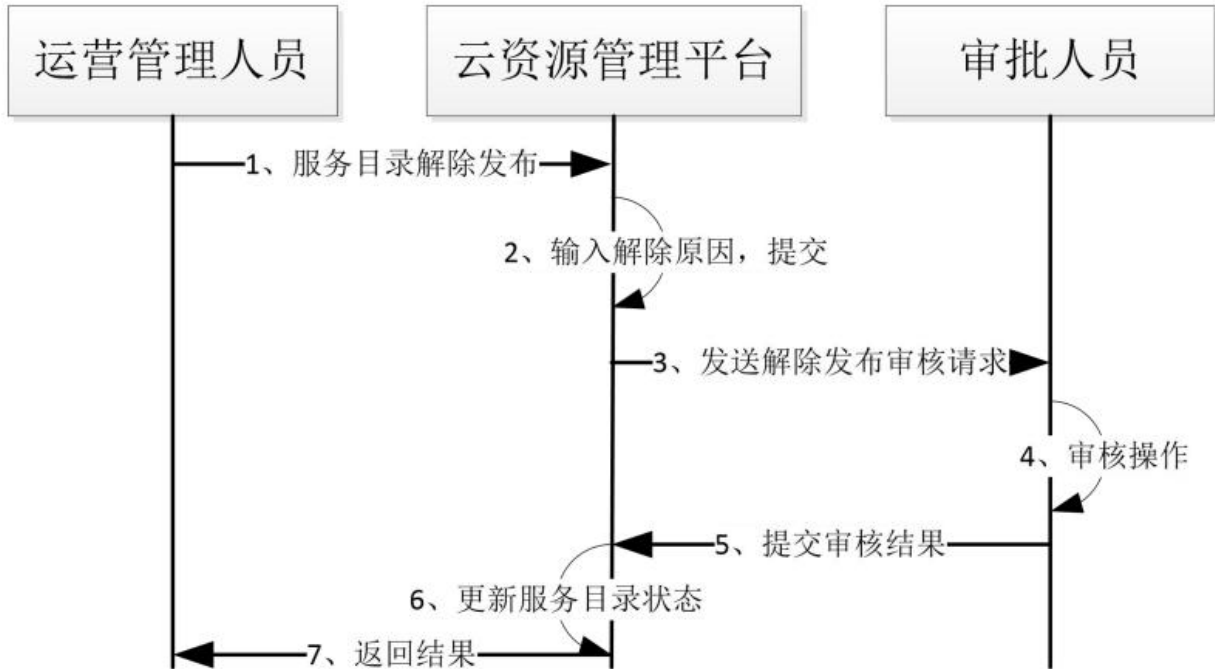 运营管理人员
云资源管理平台
审批人员
1、服务目录解除发布
2、输入解除原因，提交
3、发送解除发布审核请求
4、审核操作
5、提交审核结果
6、更新服务目录状态
7、返回结果